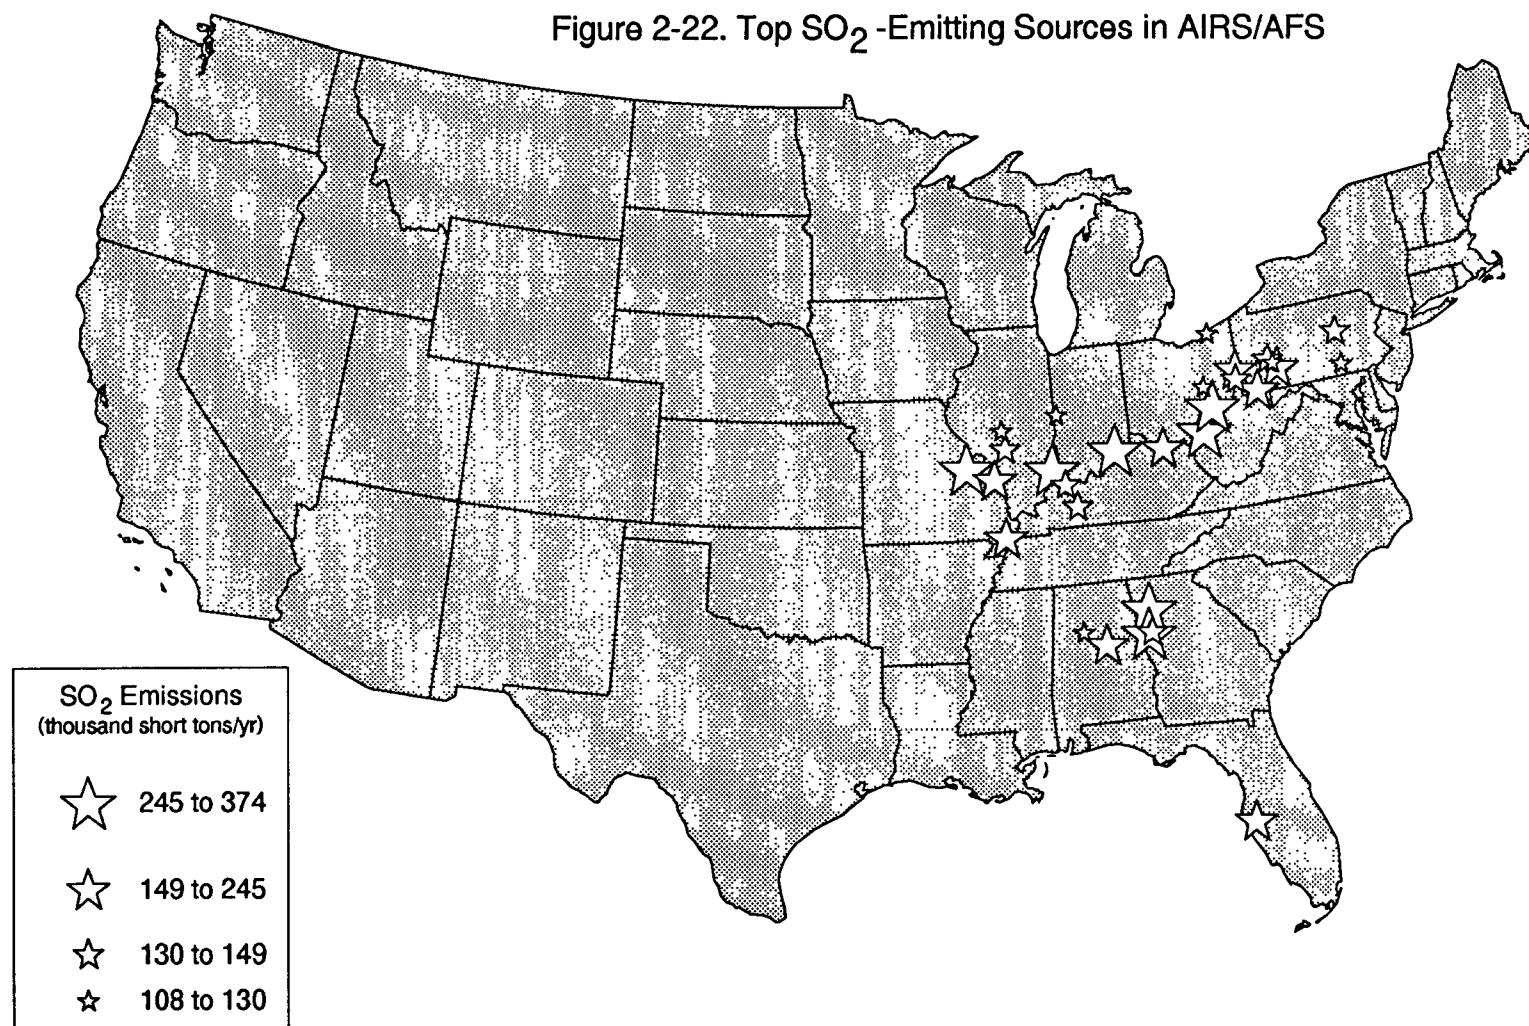 Figure 2-22. Top SO2 -Emitting Sources in AIRS/AFS
SO2 Emissions
(thousand short tons/yr)
245 to 374
149 to 245
130 to 149
108 to 130